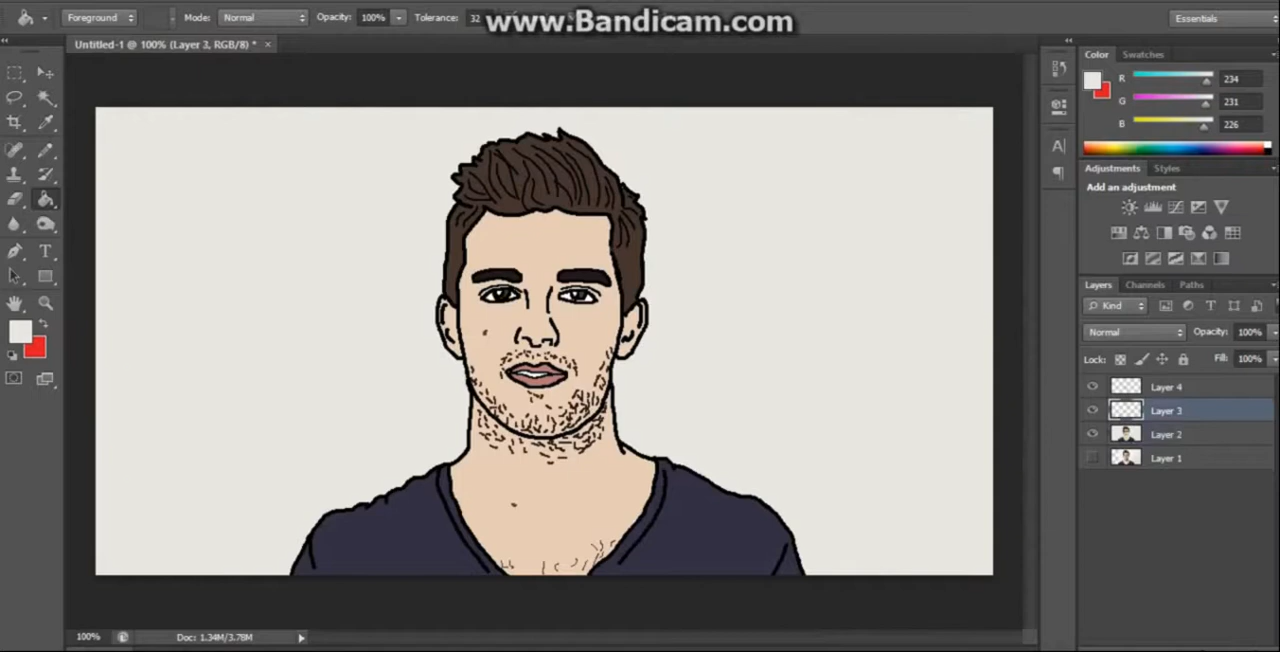 www.Bandicam.com
Foreground Mode: Normal Opacity: 100% Tolerance: 32 Essentials
Untitled-1 @ 100% (Layer 3, RGB/8) * ×
Color Swatches
R 234
G 231
B 226
Adjustments Styles
Add an adjustment
Layers Channels Paths
Kind
Normal Opacity: 100%
Lock: Fill: 100%
Layer 4
Layer 3
Layer 2
Layer 1
100% Doc: 1.34M/3.78M